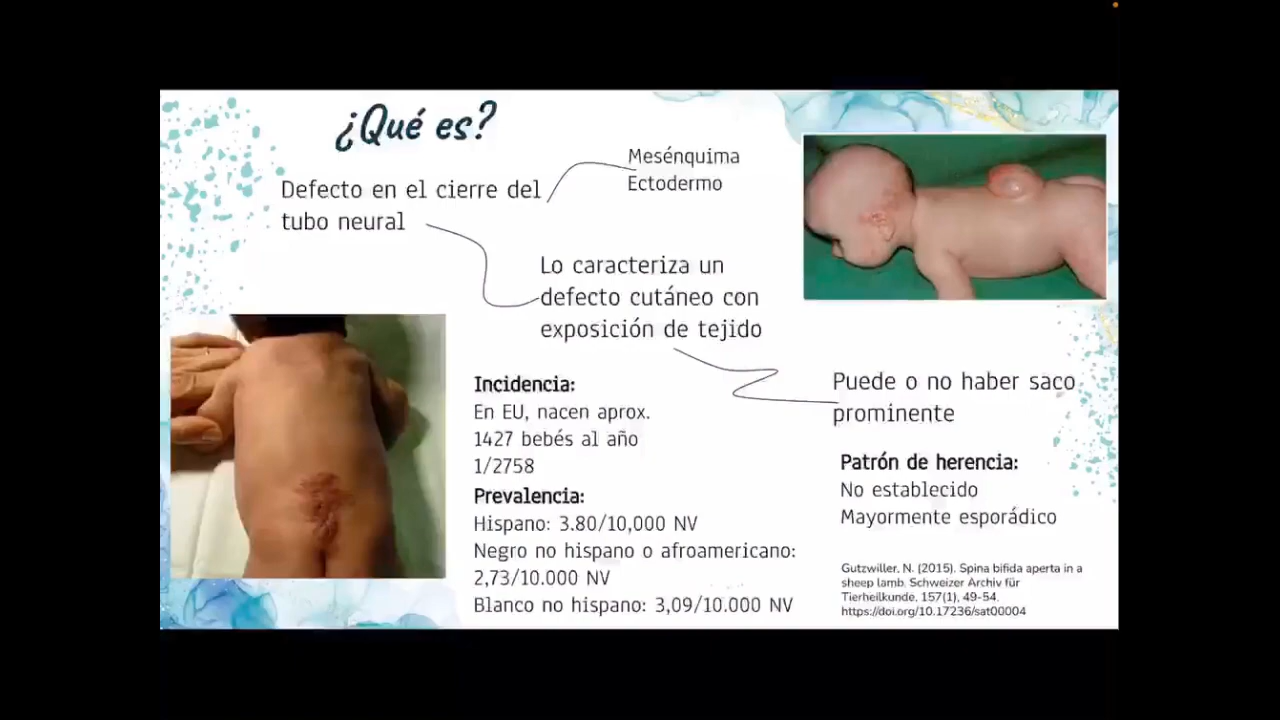 ¿Qué es?
Defecto en el cierre del
tubo neural
Mesénquima
Ectodermo
Lo caracteriza un
defecto cutáneo con
exposición de tejido
Puede o no haber saco
prominente
Incidencia:
En EU, nacen aprox.
1427 bebés al año
1/2758
Prevalencia:
Hispano: 3.80/10,000 NV
Negro no hispano o afroamericano:
2,73/10.000 NV
Blanco no hispano: 3,09/10.000 NV
Patrón de herencia:
No establecido
Mayormente esporádico
Gutzwiller, N. (2015). Spina bifida aperta in a
sheep lamb. Schweizer Archiv für
Tierheilkunde, 157(1), 49-54.
https://doi.org/10.17236/sat00004